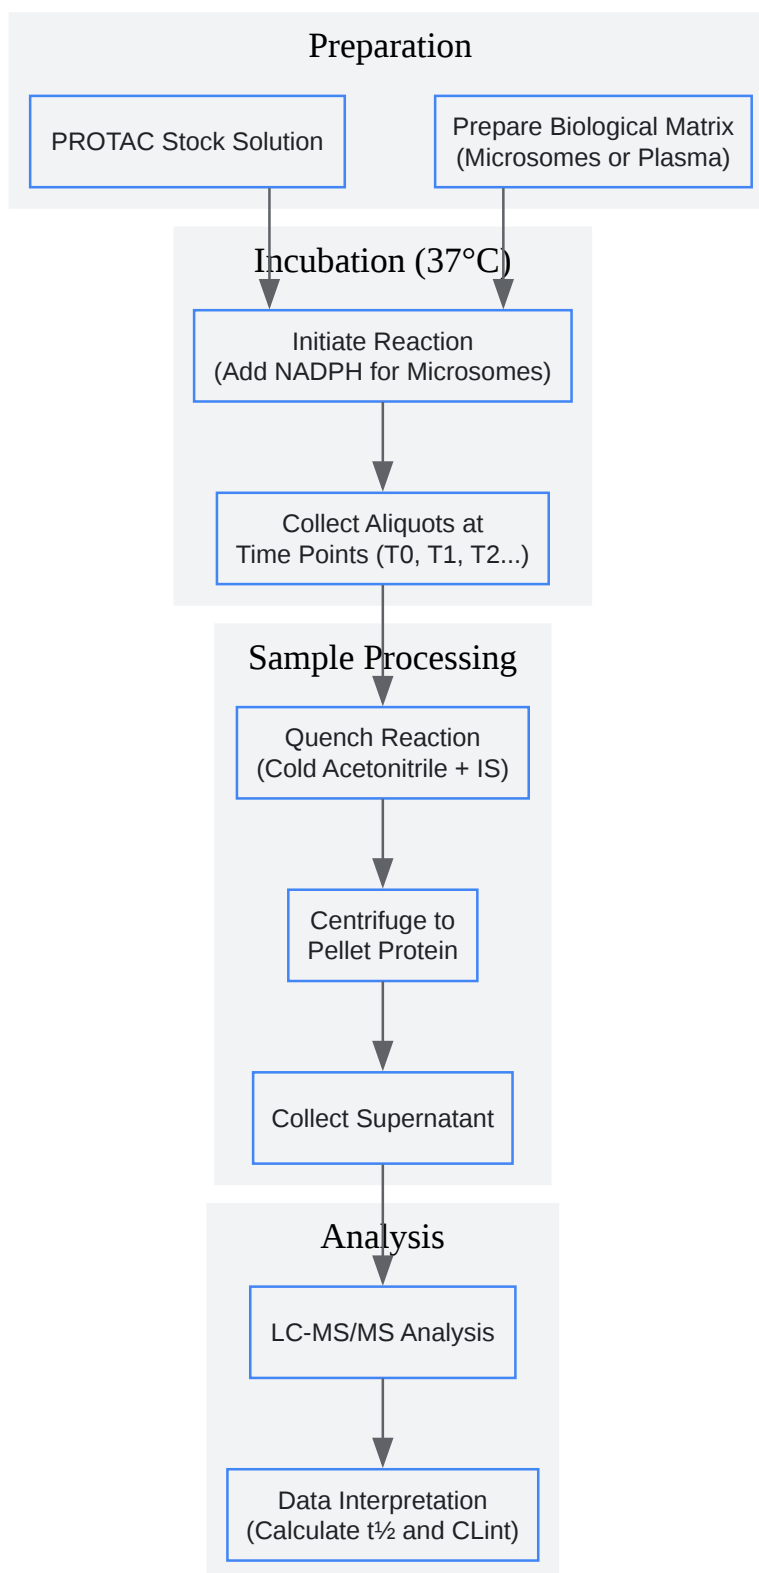 Preparation
PROTAC Stock Solution
Prepare Biological Matrix
(Microsomes or Plasma)
Incubation (37°C)
Initiate Reaction
(Add NADPH for Microsomes)
Collect Aliquots at
Time Points (T0, T1, T2...)
Sample Processing
Quench Reaction
(Cold Acetonitrile + IS)
Centrifuge to
Pellet Protein
Collect Supernatant
Analysis
LC-MS/MS Analysis
Data Interpretation
(Calculate t½ and CLint)